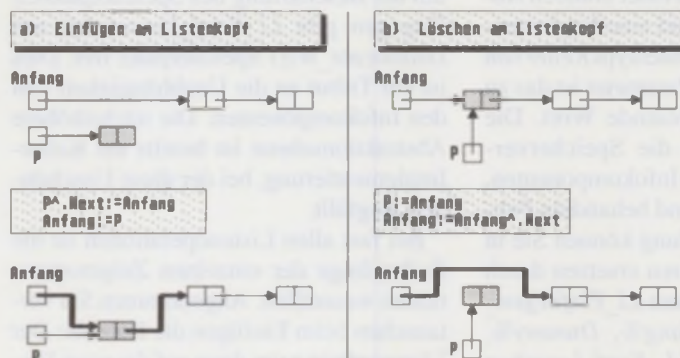 a) Einfügen am Listenkopf
Anfang
P
P^.Next:=Anfang
Anfang:=P
Anfang
P
b) Löschen am Listenkopf
Anfang
P
P:=Anfang
Anfang:=Anfang^.Next
Anfang
P